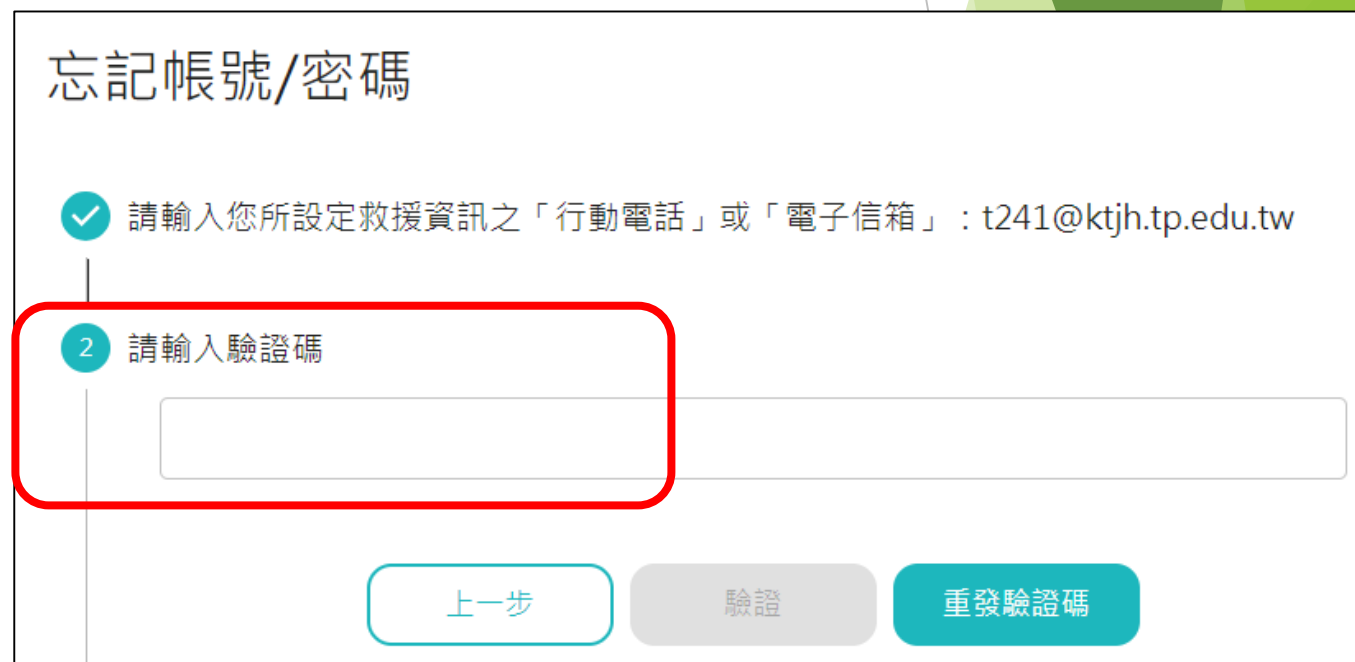 忘記帳號/密碼
請輸入您所設定救援資訊之「行動電話」或「電子信箱」：t241@ktjh.tp.edu.tw
2 請輸入驗證碼
上一步 驗證 重發驗證碼